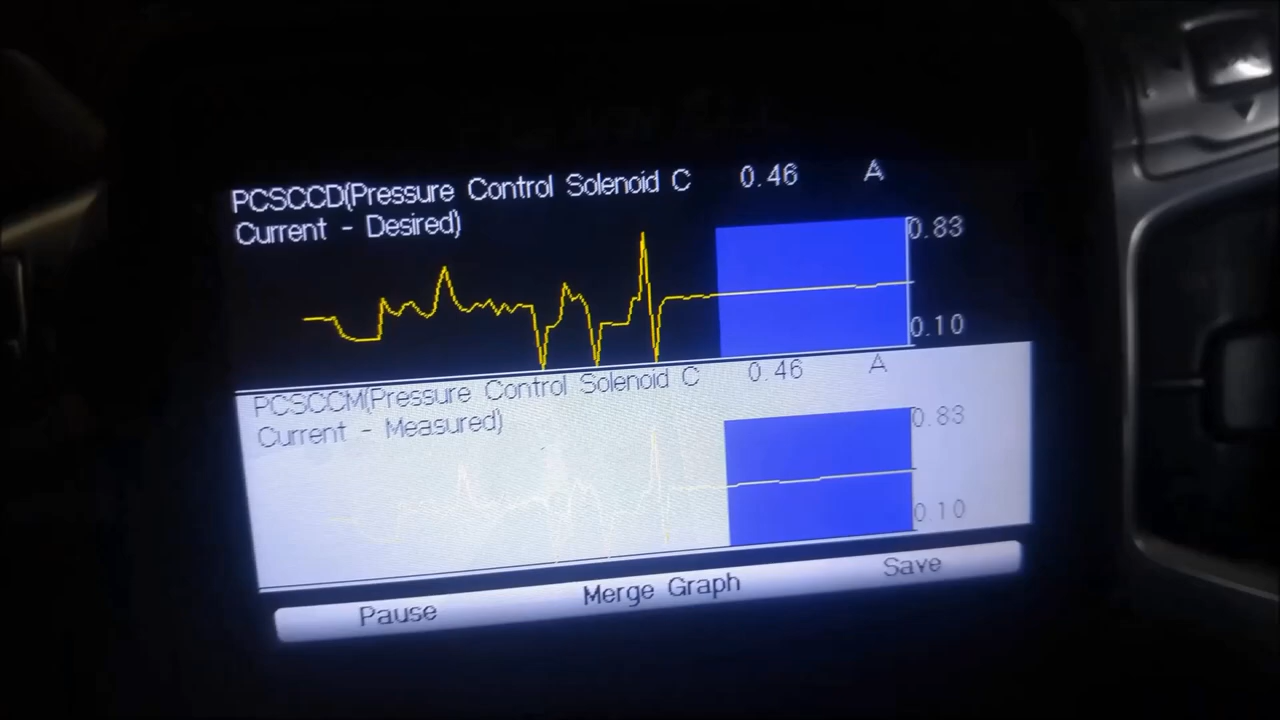 PCSCCD(Pressure Control Solenoid C 0.46 A
Current - Desired)
0.83
0.10
PCSCCM(Pressure Control Solenoid C 0.46 A
Current - Measured)
0.83
0.10
Pause Merge Graph Save